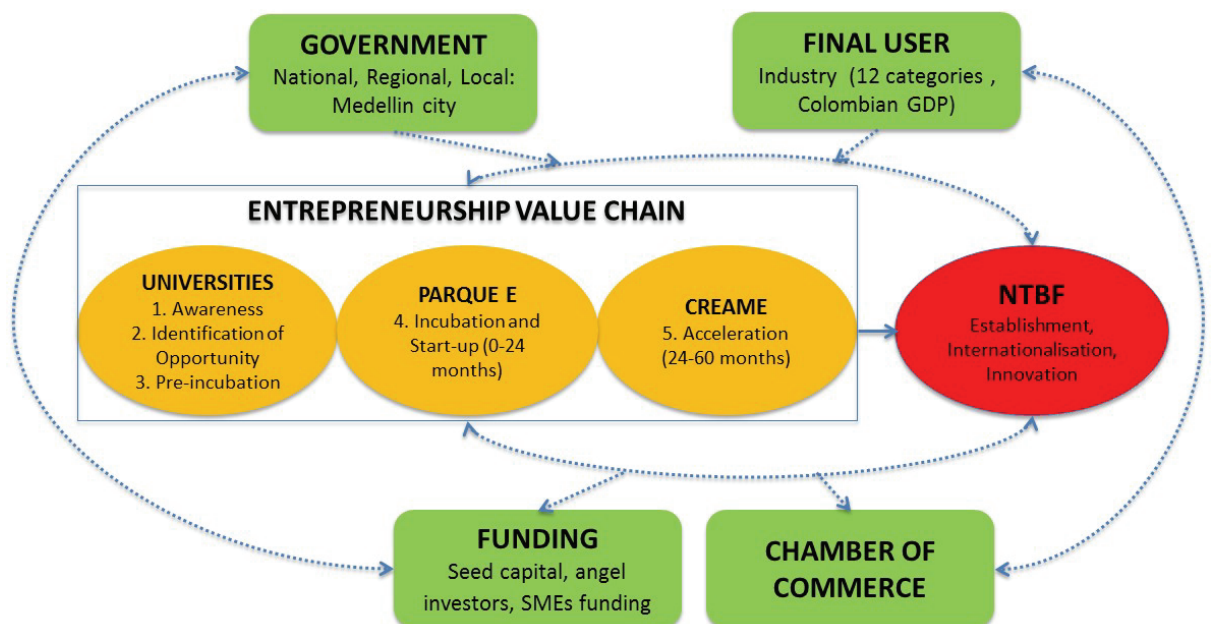 GOVERNMENT
National, Regional, Local:
Medellin city
FINAL USER
Industry (12 categories ,
Colombian GDP)
ENTREPRENEURSHIP VALUE CHAIN
UNIVERSITIES
1. Awareness
2. Identification of
Opportunity
3. Pre-incubation
PARQUE E
4. Incubation and
Start-up (0-24
months)
CREAME
5. Acceleration
(24-60 months)
NTBF
Establishment,
Internationalisation,
Innovation
FUNDING
Seed capital, angel
investors, SMEs funding
CHAMBER OF
COMMERCE